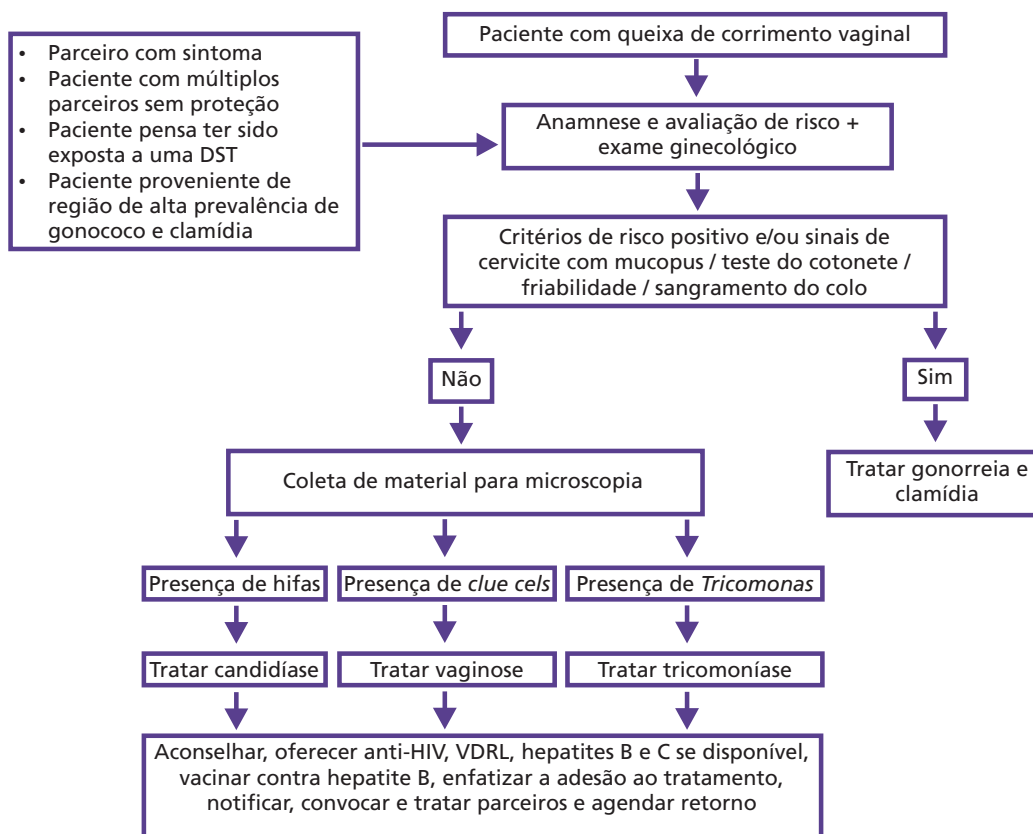 • Parceiro com sintoma
• Paciente com múltiplos
parceiros sem proteção
• Paciente pensa ter sido
exposta a uma DST
• Paciente proveniente de
região de alta prevalência de
gonococo e clamídia
Paciente com queixa de corrimento vaginal
Anamnese e avaliação de risco +
exame ginecológico
Critérios de risco positivo e/ou sinais de
cervicite com mucopus / teste do cotonete /
friabilidade / sangramento do colo
Não
Sim
Coleta de material para microscopia
Tratar gonorreia e
clamídia
Presença de hifas
Presença de clue cels
Presença de Tricomonas
Tratar candidíase
Tratar vaginose
Tratar tricomoníase
Aconselhar, oferecer anti-HIV, VDRL, hepatites B e C se disponível,
vacinar contra hepatite B, enfatizar a adesão ao tratamento,
notificar, convocar e tratar parceiros e agendar retorno